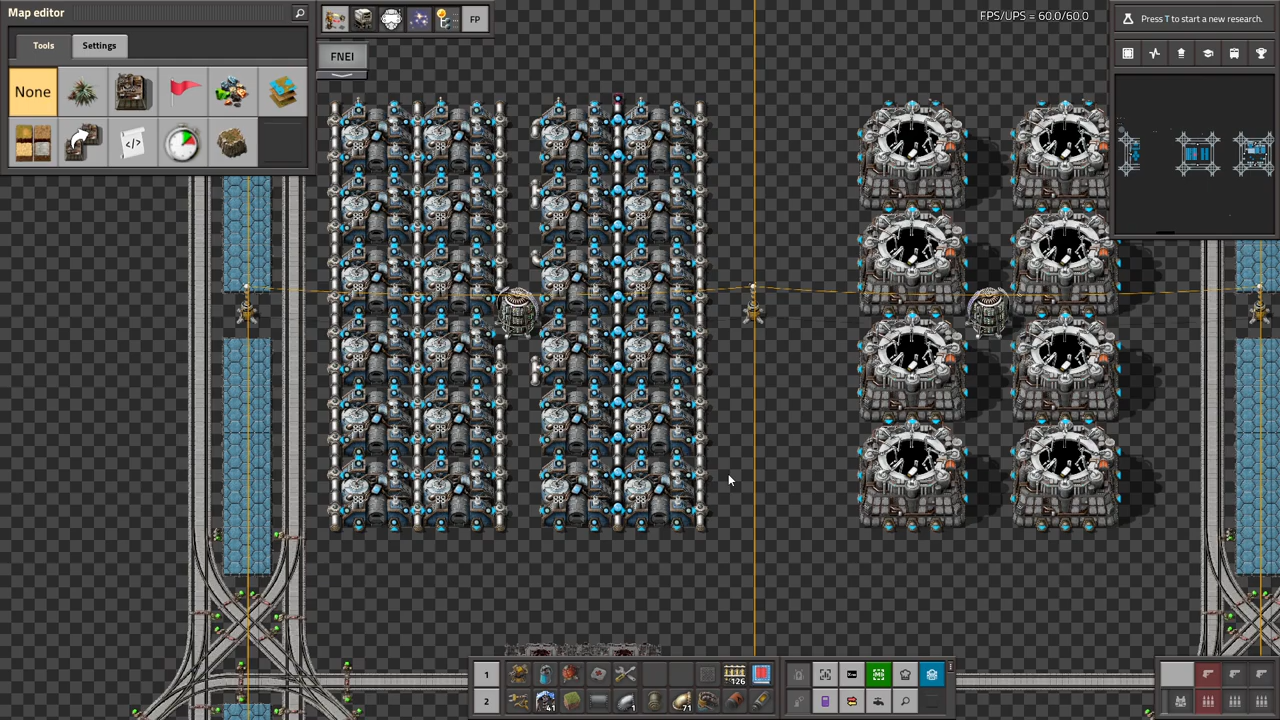 Map editor
FP
FPS/UPS = 60.0/60.0
Press T to start a new research.
Tools
Settings
FNEI
None
</>
1
126
2
41
1
71